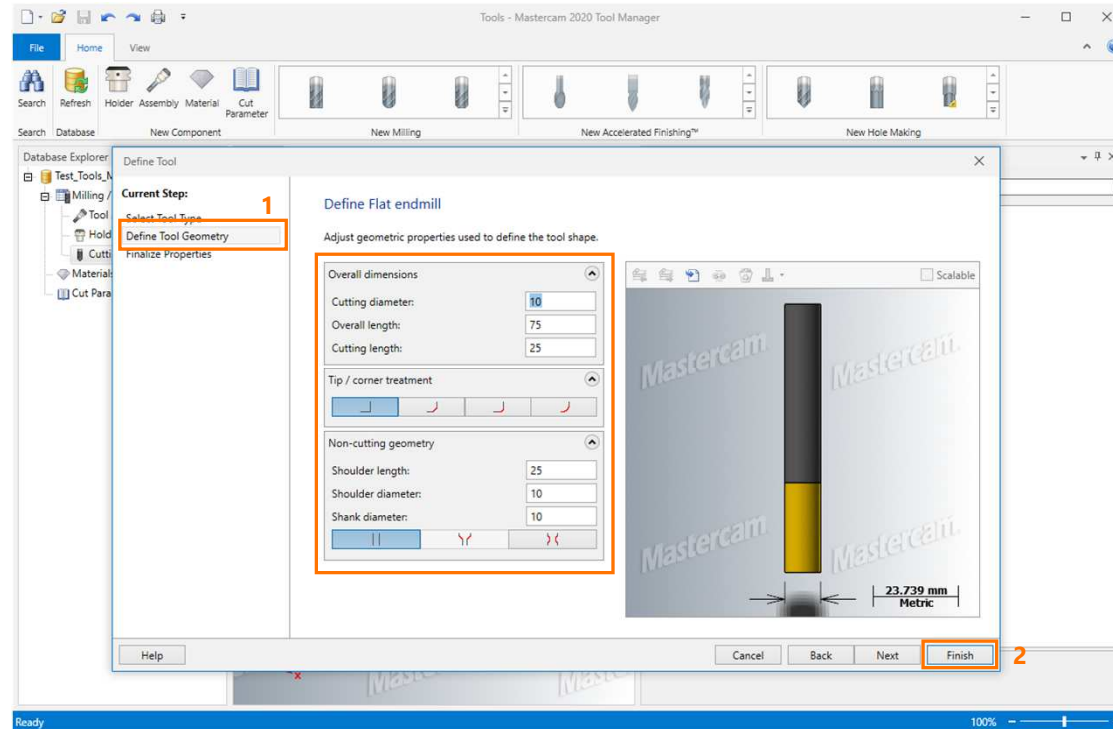 Tools - Mastercam 2020 Tool Manager
File Home View
Search Refresh Holder Assembly Material Cut Parameter
Search Database New Component New Milling New Accelerated Finishing™ New Hole Making
Database Explorer
Test_Tools_M
Milling /
Tool
Hold
Cutti
Materials
Cut Para
Define Tool
Current Step:
1
Select Tool Type
Define Tool Geometry
Finalize Properties
Define Flat endmill
Adjust geometric properties used to define the tool shape.
Overall dimensions
Cutting diameter: 10
Overall length: 75
Cutting length: 25
Tip / corner treatment
Non-cutting geometry
Shoulder length: 25
Shoulder diameter: 10
Shank diameter: 10
Scalable
Mastercam. Mastercam.
Mastercam. Mastercam.
23.739 mm
Metric
Help Cancel Back Next Finish 2
x
Ready 100%